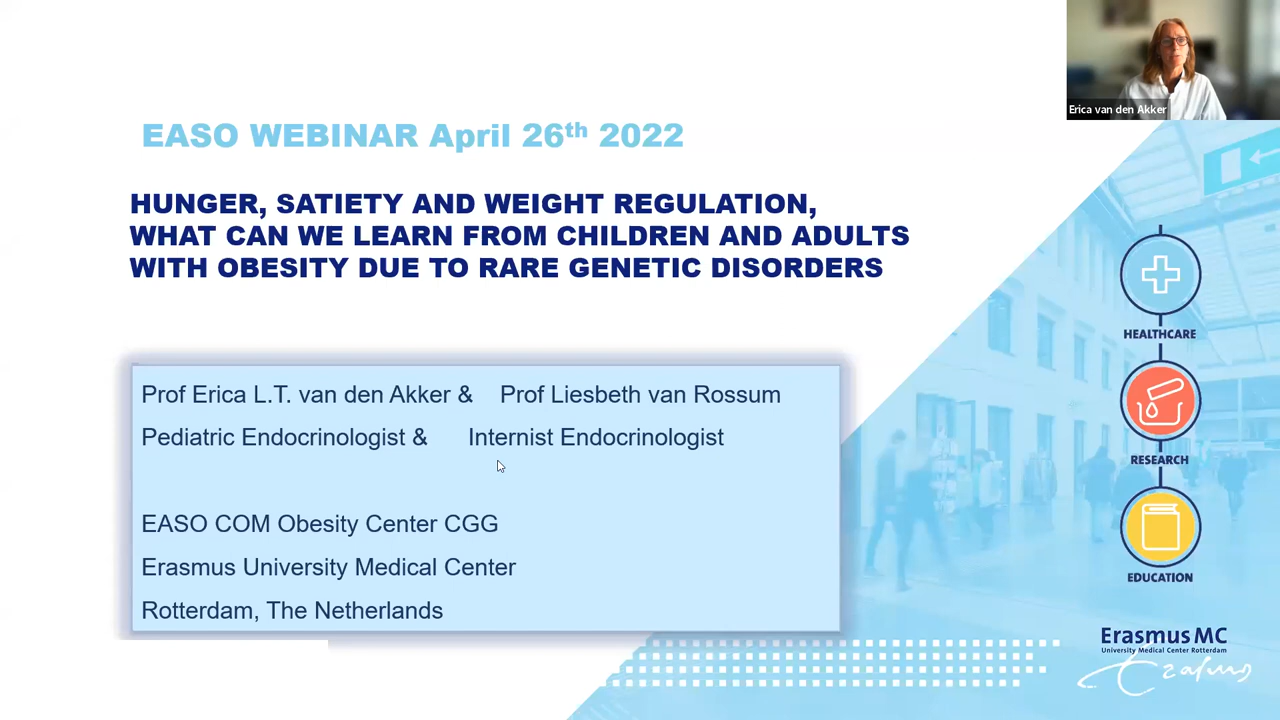 Erica van den Akker
EASO WEBINAR April 26th 2022
HUNGER, SATIETY AND WEIGHT REGULATION,
WHAT CAN WE LEARN FROM CHILDREN AND ADULTS
WITH OBESITY DUE TO RARE GENETIC DISORDERS
Prof Erica L.T. van den Akker & Prof Liesbeth van Rossum
Pediatric Endocrinologist & Internist Endocrinologist
EASO COM Obesity Center CGG
Erasmus University Medical Center
Rotterdam, The Netherlands
HEALTHCARE
RESEARCH
EDUCATION
Erasmus MC
University Medical Center Rotterdam
Erasmus